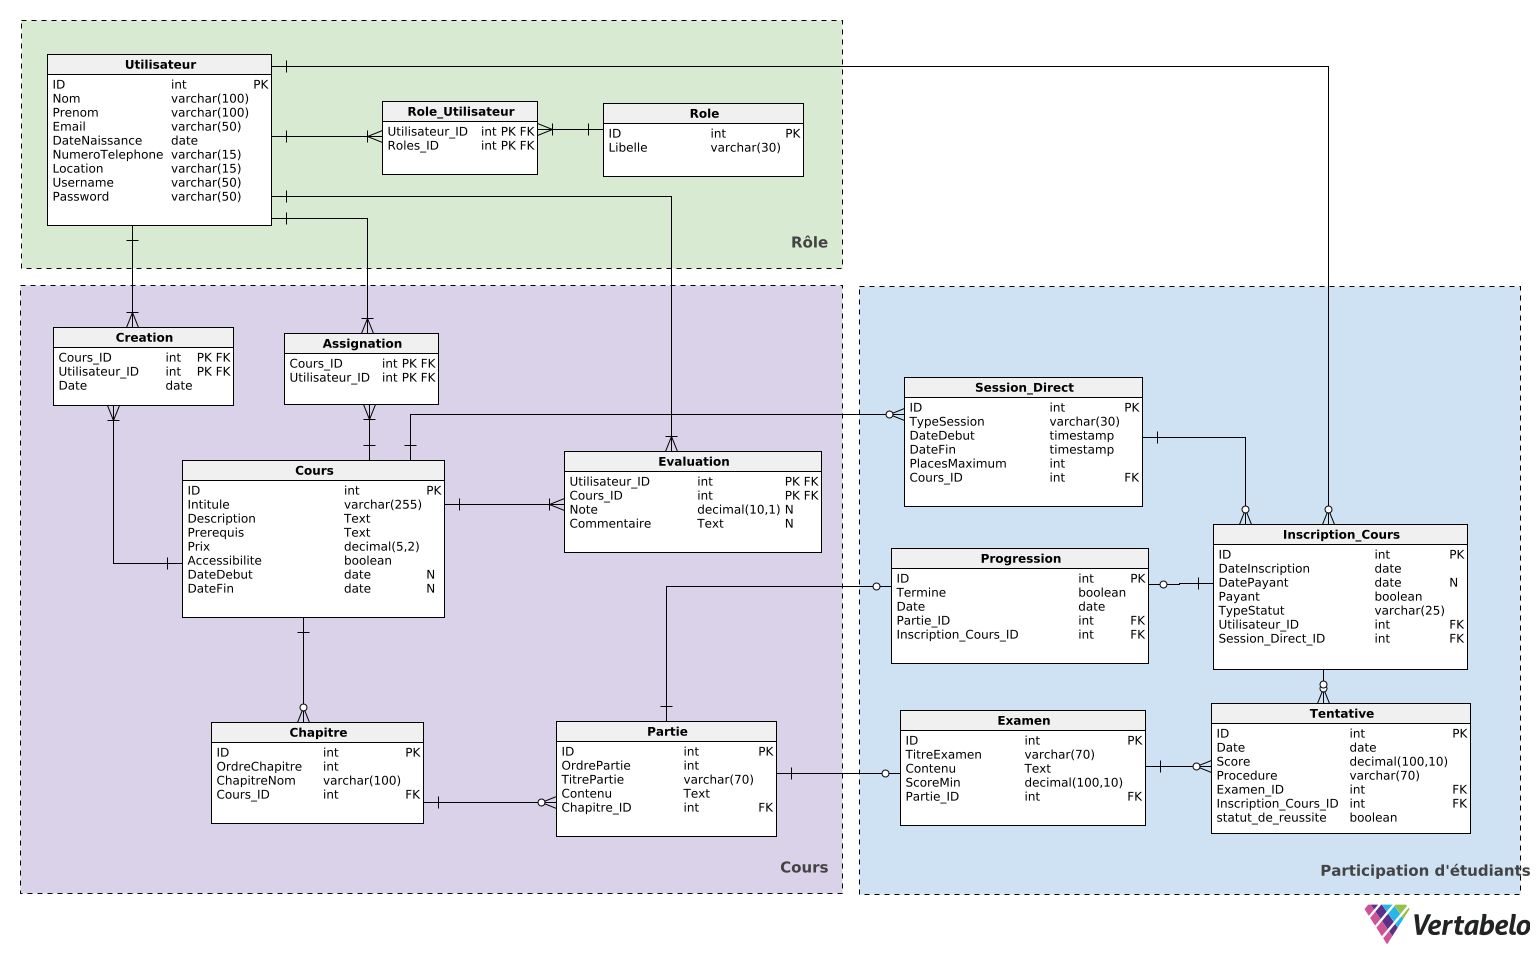 Utilisateur
ID int PK
Nom varchar(100)
Prenom varchar(100)
Email varchar(50)
DateNaissance date
NumeroTelephone varchar(15)
Location varchar(15)
Username varchar(50)
Password varchar(50)
Role_Utilisateur
Utilisateur_ID int PK FK
Roles_ID int PK FK
Role
ID int PK
Libelle varchar(30)
Rôle
Creation
Cours_ID int PK FK
Utilisateur_ID int PK FK
Date date
Assignation
Cours_ID int PK FK
Utilisateur_ID int PK FK
Cours
ID int PK
Intitule varchar(255)
Description Text
Prerequis Text
Prix decimal(5,2)
Accessibilite boolean
DateDebut date N
DateFin date N
Evaluation
Utilisateur_ID int PK FK
Cours_ID int PK FK
Note decimal(10,1) N
Commentaire Text N
Chapitre
ID int PK
OrdreChapitre int
ChapitreNom varchar(100)
Cours_ID int FK
Partie
ID int PK
OrdrePartie int
TitrePartie varchar(70)
Contenu Text
Chapitre_ID int FK
Cours
Session_Direct
ID int PK
TypeSession varchar(30)
DateDebut timestamp
DateFin timestamp
PlacesMaximum int
Cours_ID int FK
Progression
ID int PK
Termine boolean
Date date
Partie_ID int FK
Inscription_Cours_ID int FK
Inscription_Cours
ID int PK
DateInscription date
DatePayant date N
Payant boolean
TypeStatut varchar(25)
Utilisateur_ID int FK
Session_Direct_ID int FK
Examen
ID int PK
TitreExamen varchar(70)
Contenu Text
ScoreMin decimal(100,10)
Partie_ID int FK
Tentative
ID int PK
Date date
Score decimal(100,10)
Procedure varchar(70)
Examen_ID int FK
Inscription_Cours_ID int FK
statut_de_reussite boolean
Participation d'étudiants
Vertabelo